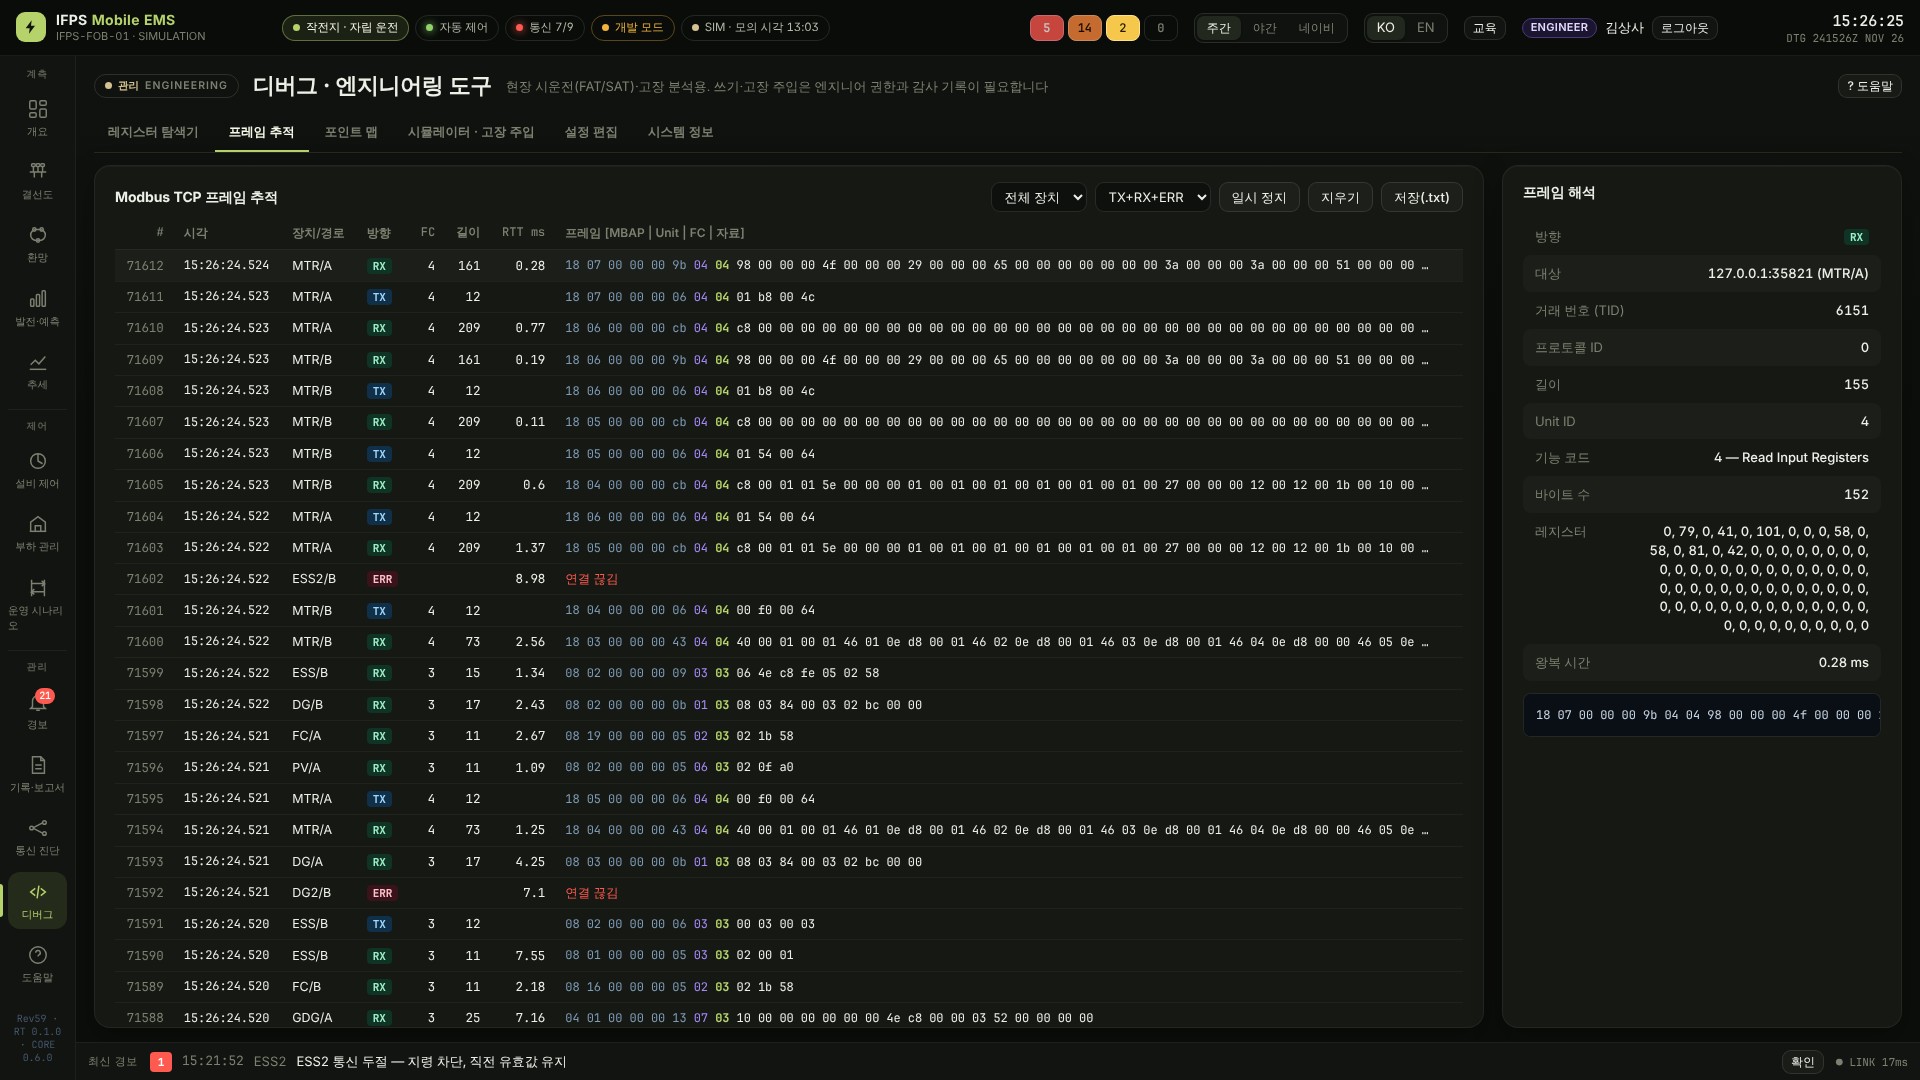 IFPS Mobile EMS
IFPS-FOB-01 · SIMULATION
작전지 · 자립 운전
자동 제어
통신 7/9
개발 모드
SIM · 모의 시각 13:03
5
14
2
0
주간
야간
네이비
KO
EN
교육
ENGINEER
김상사
로그아웃
15:26:25
DTG 241526Z NOV 26
계측
개요
결선도
환망
발전·예측
추세
제어
설비 제어
부하 관리
운영 시나리
오
관리
21
경보
기록·보고서
통신 진단
디버그
도움말
Rev59 ·
RT 0.1.0
· CORE
0.6.0
관리 ENGINEERING
디버그 · 엔지니어링 도구
현장 시운전(FAT/SAT)·고장 분석용. 쓰기·고장 주입은 엔지니어 권한과 감사 기록이 필요합니다
? 도움말
레지스터 탐색기
프레임 추적
포인트 맵
시뮬레이터 · 고장 주입
설정 편집
시스템 정보
Modbus TCP 프레임 추적
전체 장치
TX+RX+ERR
일시 정지
지우기
저장(.txt)
# 시각 장치/경로 방향 FC 길이 RTT ms 프레임 [MBAP | Unit | FC | 자료]
71612 15:26:24.524 MTR/A RX 4 161 0.28 18 07 00 00 00 9b 04 04 98 00 00 00 4f 00 00 00 29 00 00 00 65 00 00 00 00 00 00 00 3a 00 00 00 3a 00 00 00 51 00 00 00 …
71611 15:26:24.523 MTR/A TX 4 12 18 07 00 00 00 06 04 04 01 b8 00 4c
71610 15:26:24.523 MTR/A RX 4 209 0.77 18 06 00 00 00 cb 04 04 c8 00 00 00 00 00 00 00 00 00 00 00 00 00 00 00 00 00 00 00 00 00 00 00 00 00 00 00 00 00 00 00 …
71609 15:26:24.523 MTR/B RX 4 161 0.19 18 06 00 00 00 9b 04 04 98 00 00 00 4f 00 00 00 29 00 00 00 65 00 00 00 00 00 00 00 3a 00 00 00 3a 00 00 00 51 00 00 00 …
71608 15:26:24.523 MTR/B TX 4 12 18 06 00 00 00 06 04 04 01 b8 00 4c
71607 15:26:24.523 MTR/B RX 4 209 0.11 18 05 00 00 00 cb 04 04 c8 00 00 00 00 00 00 00 00 00 00 00 00 00 00 00 00 00 00 00 00 00 00 00 00 00 00 00 00 00 00 00 …
71606 15:26:24.523 MTR/B TX 4 12 18 05 00 00 00 06 04 04 01 54 00 64
71605 15:26:24.523 MTR/B RX 4 209 0.6 18 04 00 00 00 cb 04 04 c8 00 01 01 5e 00 00 00 01 00 01 00 01 00 01 00 01 00 01 00 27 00 00 00 12 00 12 00 1b 00 10 00 …
71604 15:26:24.522 MTR/A TX 4 12 18 06 00 00 00 06 04 04 01 54 00 64
71603 15:26:24.522 MTR/A RX 4 209 1.37 18 05 00 00 00 cb 04 04 c8 00 01 01 5e 00 00 00 01 00 01 00 01 00 01 00 01 00 01 00 27 00 00 00 12 00 12 00 1b 00 10 00 …
71602 15:26:24.522 ESS2/B ERR 8.98 연결 끊김
71601 15:26:24.522 MTR/B TX 4 12 18 04 00 00 00 06 04 04 00 f0 00 64
71600 15:26:24.522 MTR/B RX 4 73 2.56 18 03 00 00 00 43 04 04 40 00 01 00 01 46 01 0e d8 00 01 46 02 0e d8 00 01 46 03 0e d8 00 01 46 04 0e d8 00 00 46 05 0e …
71599 15:26:24.522 ESS/B RX 3 15 1.34 08 02 00 00 00 09 03 03 06 4e c8 fe 05 02 58
71598 15:26:24.522 DG/B RX 3 17 2.43 08 02 00 00 00 0b 01 03 08 03 84 00 03 02 bc 00 00
71597 15:26:24.522 FC/A RX 3 11 2.67 08 19 00 00 00 05 02 03 02 1b 58
71596 15:26:24.522 PV/A RX 3 11 1.09 08 02 00 00 00 05 06 03 02 0f a0
71595 15:26:24.521 MTR/A TX 4 12 18 05 00 00 00 06 04 04 00 f0 00 64
71594 15:26:24.521 MTR/A RX 4 73 1.25 18 04 00 00 00 43 04 04 40 00 01 00 01 46 01 0e d8 00 01 46 02 0e d8 00 01 46 03 0e d8 00 01 46 04 0e d8 00 00 46 05 0e …
71593 15:26:24.521 DG/A RX 3 17 4.25 08 03 00 00 00 0b 01 03 08 03 84 00 03 02 bc 00 00
71592 15:26:24.521 DG2/B ERR 7.1 연결 끊김
71591 15:26:24.520 ESS/B TX 3 12 08 02 00 00 00 06 03 03 00 03 00 03
71590 15:26:24.520 ESS/B RX 3 11 7.55 08 01 00 00 00 05 03 03 02 00 01
71589 15:26:24.520 FC/B RX 3 11 2.18 08 16 00 00 00 05 02 03 02 1b 58
71588 15:26:24.520 GDG/A RX 3 25 7.16 04 01 00 00 00 13 07 03 10 00 00 00 00 00 00 4e c8 00 00 03 52 00 00 00 00
프레임 해석
방향 RX
대상 127.0.0.1:35821 (MTR/A)
거래 번호 (TID) 6151
프로토콜 ID 0
길이 155
Unit ID 4
기능 코드 4 — Read Input Registers
바이트 수 152
레지스터 0, 79, 0, 41, 0, 101, 0, 0, 0, 58, 0,
58, 0, 81, 0, 42, 0, 0, 0, 0, 0, 0, 0, 0,
0, 0, 0, 0, 0, 0, 0, 0, 0, 0, 0, 0, 0, 0,
0, 0, 0, 0, 0, 0, 0, 0, 0, 0, 0, 0, 0, 0,
0, 0, 0, 0, 0, 0, 0, 0, 0, 0, 0, 0, 0, 0,
0, 0, 0, 0, 0, 0, 0, 0, 0, 0
왕복 시간 0.28 ms
18 07 00 00 00 9b 04 04 98 00 00 00 4f 00 00 00
최신 경보
1
15:21:52
ESS2
ESS2 통신 두절 — 지령 차단, 직전 유효값 유지
확인
LINK 17ms